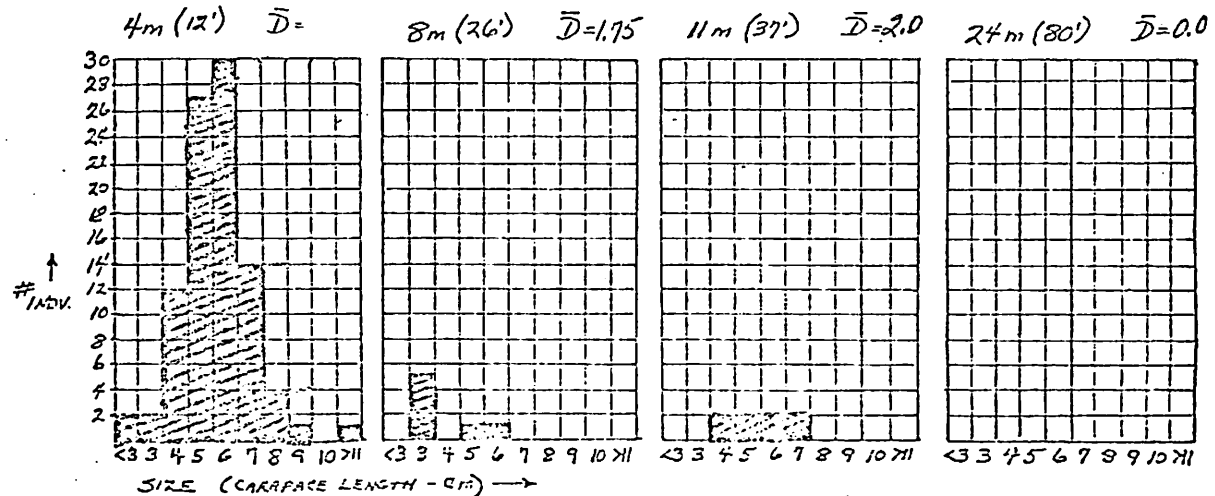 4m (12') D̄=
8m (26') D̄=1.75
11m (37') D̄=2.0
24m (80') D̄=0.0
30
28
26
24
22
20
18
16
14
12
10
8
6
4
2
↑
# INDV.
<3 3 4 5 6 7 8 9 10 >11
<3 3 4 5 6 7 8 9 10 >11
<3 3 4 5 6 7 8 9 10 >11
<3 3 4 5 6 7 8 9 10 >11
SIZE (CARAPACE LENGTH - cm) →